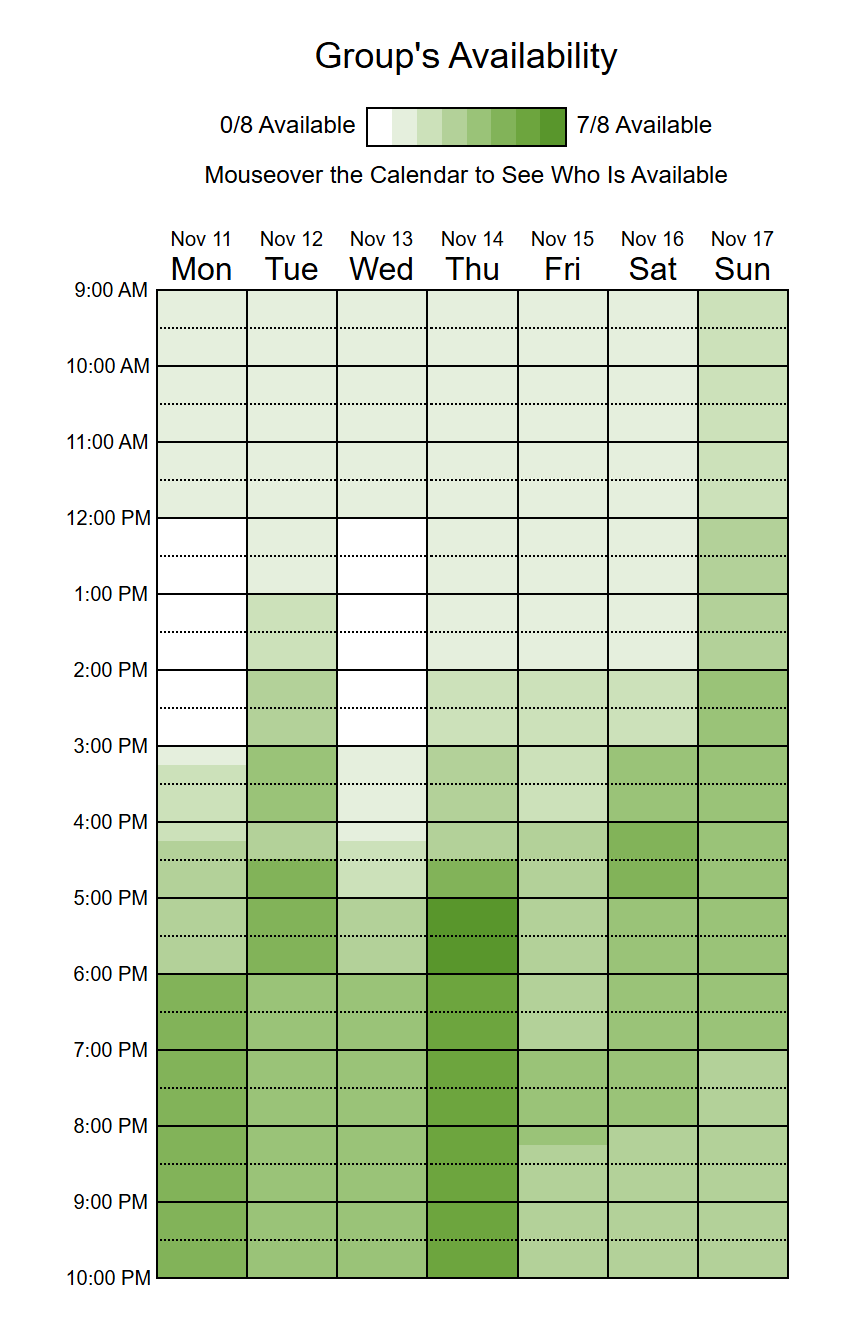 Group's Availability
0/8 Available 7/8 Available
Mouseover the Calendar to See Who Is Available
Nov 11 Nov 12 Nov 13 Nov 14 Nov 15 Nov 16 Nov 17
Mon Tue Wed Thu Fri Sat Sun
9:00 AM
10:00 AM
11:00 AM
12:00 PM
1:00 PM
2:00 PM
3:00 PM
4:00 PM
5:00 PM
6:00 PM
7:00 PM
8:00 PM
9:00 PM
10:00 PM